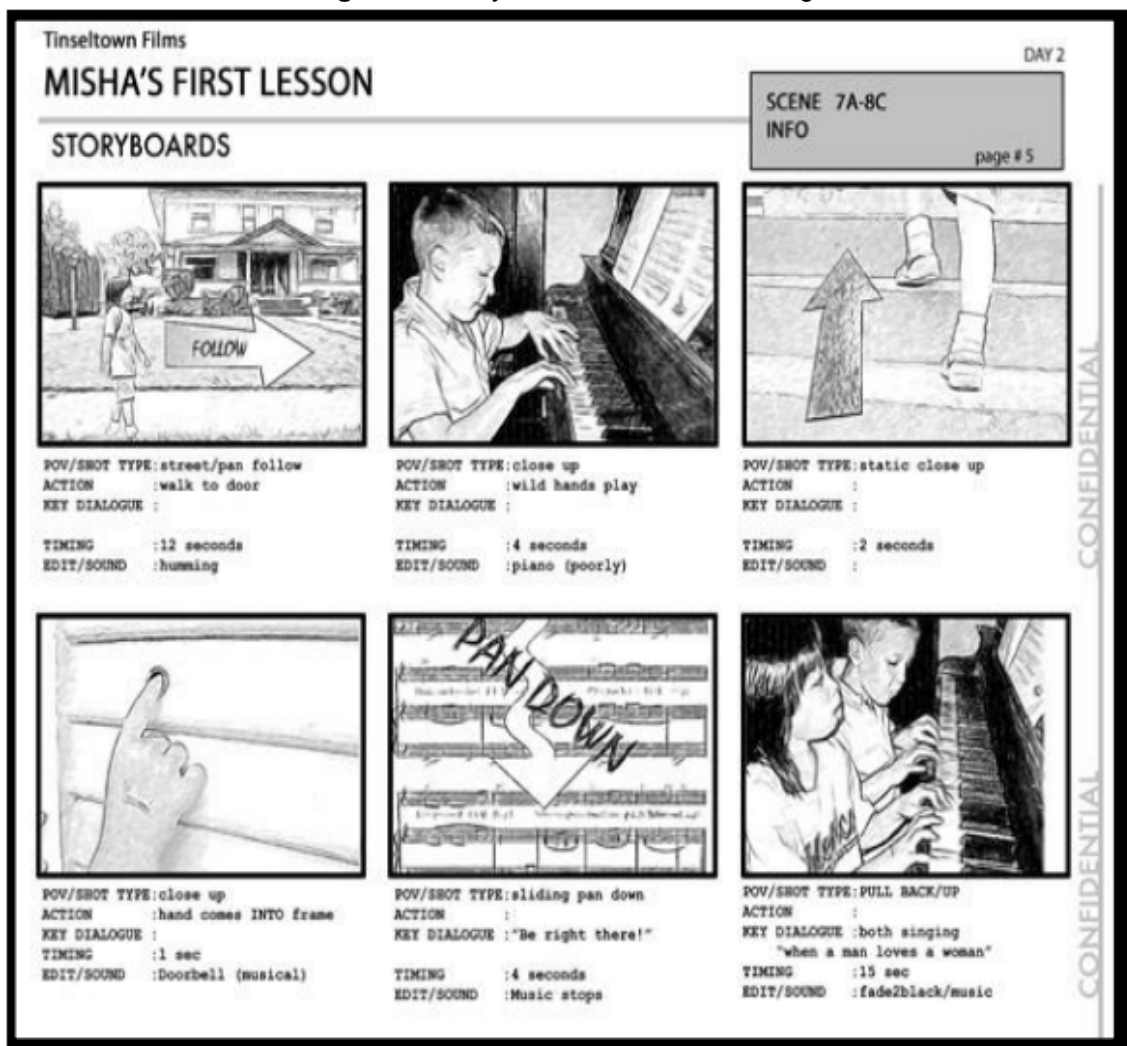 Tinseltown Films
DAY 2
MISHA'S FIRST LESSON
SCENE 7A-8C
INFO
page # 5
STORYBOARDS
FOLLOW
POV/SHOT TYPE:street/pan follow
ACTION :walk to door
KEY DIALOGUE :
TIMING :12 seconds
EDIT/SOUND :humming
POV/SHOT TYPE:close up
ACTION :wild hands play
KEY DIALOGUE :
TIMING :4 seconds
EDIT/SOUND :piano (poorly)
POV/SHOT TYPE:static close up
ACTION :
KEY DIALOGUE :
TIMING :2 seconds
EDIT/SOUND :
CONFIDENTIAL
POV/SHOT TYPE:close up
ACTION :hand comes INTO frame
KEY DIALOGUE :
TIMING :1 sec
EDIT/SOUND :Doorbell (musical)
PAN DOWN
POV/SHOT TYPE:sliding pan down
ACTION :
KEY DIALOGUE :"Be right there!"
TIMING :4 seconds
EDIT/SOUND :Music stops
POV/SHOT TYPE:PULL BACK/UP
ACTION :
KEY DIALOGUE :both singing
"when a man loves a woman"
TIMING :15 sec
EDIT/SOUND :fade2black/music
CONFIDENTIAL